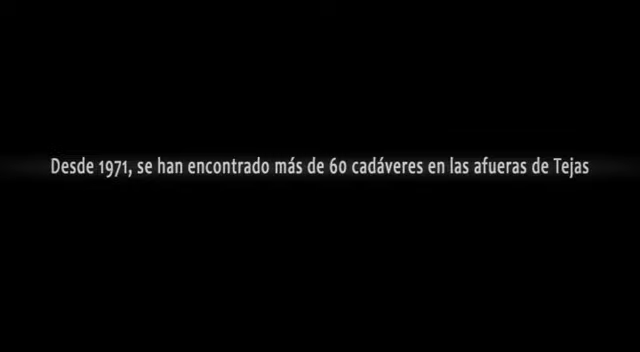 Desde 1971, se han encontrado más de 60 cadáveres en las afueras de Tejas